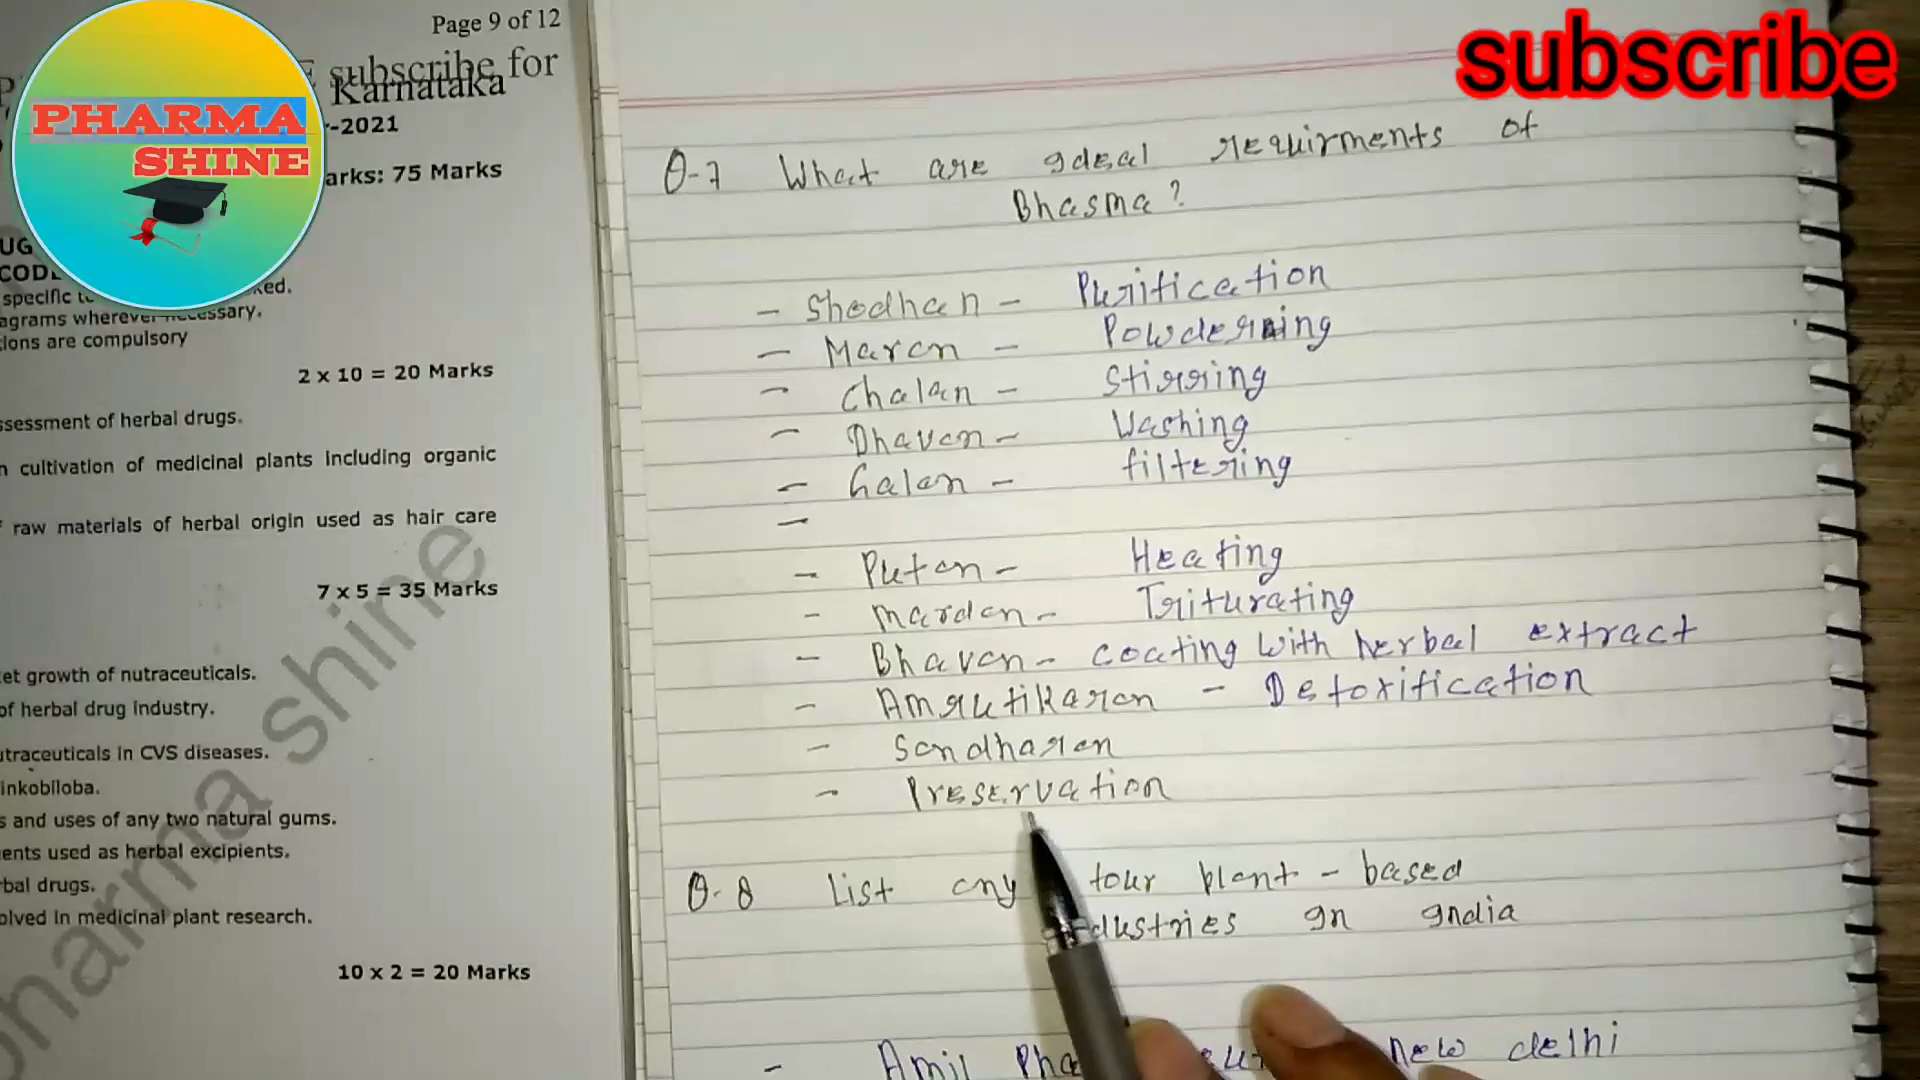 Page 9 of 12
subscribe for
Karnataka
-2021
arks: 75 Marks
PHARMA
SHINE
subscribe
UG
COD
specific
ked.
agrams wherever necessary.
ions are compulsory
2 x 10 = 20 Marks
ssessment of herbal drugs.
n cultivation of medicinal plants including organic
raw materials of herbal origin used as hair care
7 x 5 = 35 Marks
et growth of nutraceuticals.
of herbal drug industry.
utraceuticals in CVS diseases.
inkobiloba.
s and uses of any two natural gums.
ents used as herbal excipients.
bal drugs.
olved in medicinal plant research.
10 x 2 = 20 Marks
pharma shine
Q-7 What are Ideal requirments of
Bhasma?
- Shodhan - Purification
- Maran - Powdering
- Chalan - Stirring
- Dhavan - Washing
- Galan - filtering
-
- Putan - Heating
- mardan - Triturating
- Bhavan - coating with herbal extract
- Amrutikaran - Detoxification
- Sandharan
- Preservation
Q. 8 List any four plant - based
dustries In India
- Amil Pha new delhi